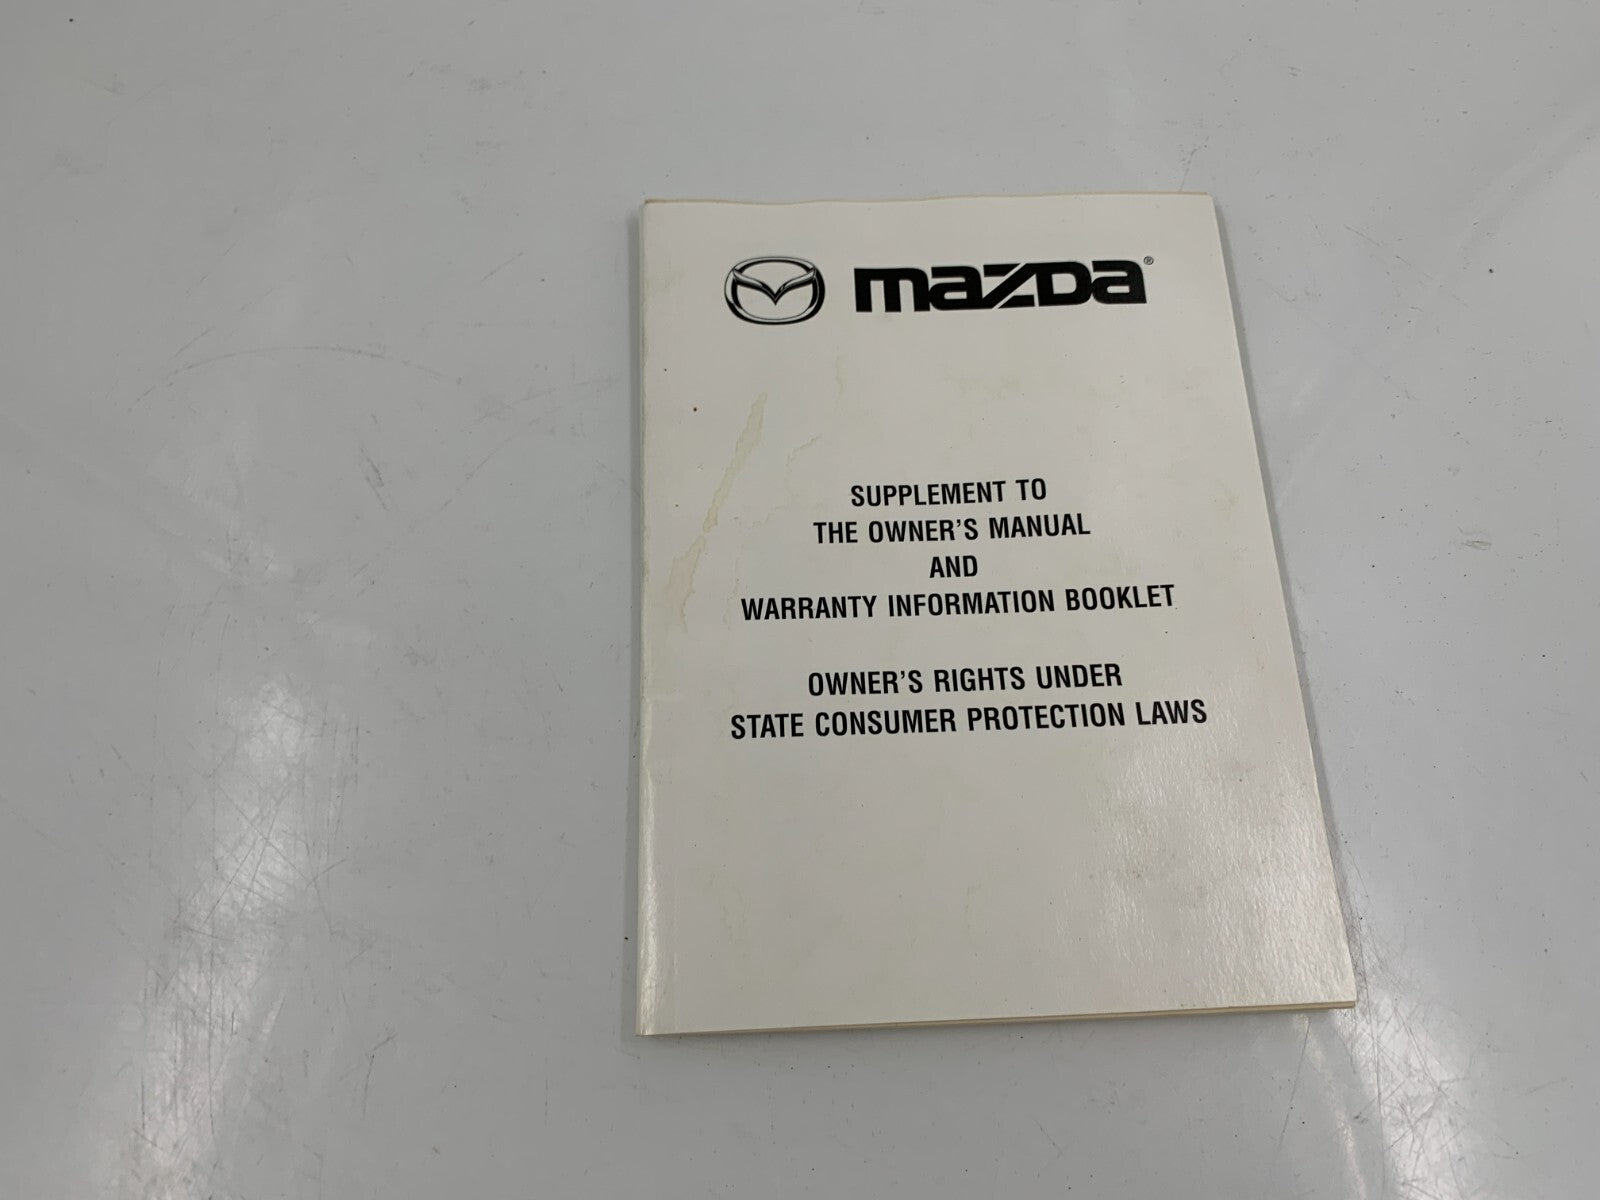 mazda®
SUPPLEMENT TO
THE OWNER'S MANUAL
AND
WARRANTY INFORMATION BOOKLET
OWNER'S RIGHTS UNDER
STATE CONSUMER PROTECTION LAWS